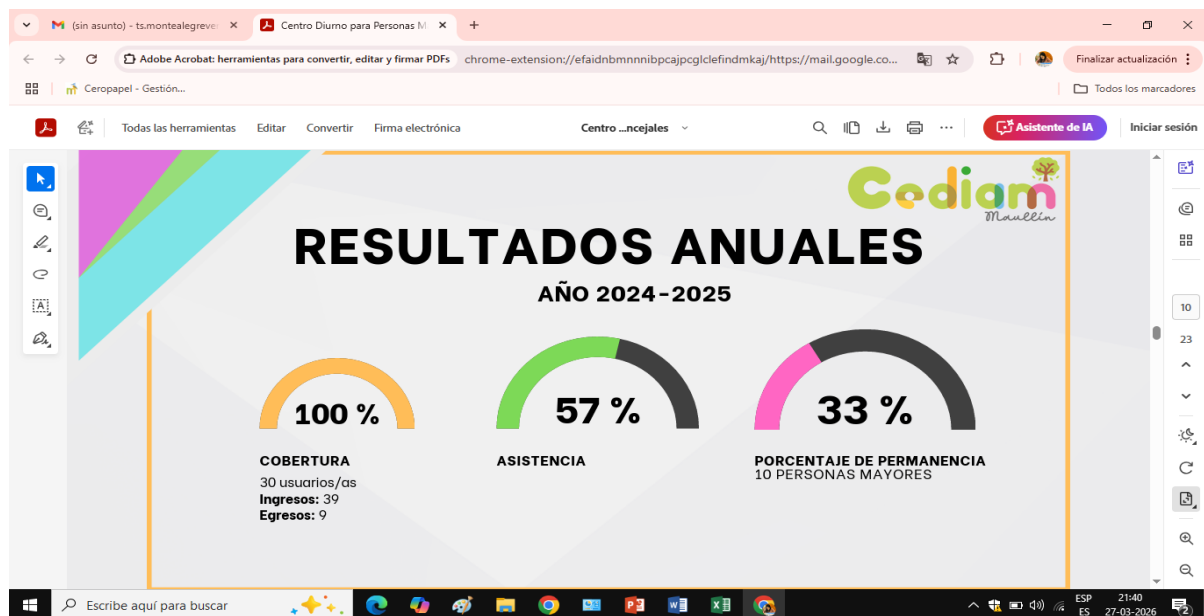 (sin asunto) - ts.montealegreve
Centro Diurno para Personas M
Adobe Acrobat: herramientas para convertir, editar y firmar PDFs
chrome-extension://efaidnbmnnnibpcajpcglclefindmkaj/https://mail.google.co...
Finalizar actualización
Ceropapel - Gestión...
Todos los marcadores
Todas las herramientas
Editar
Convertir
Firma electrónica
Centro ...ncejales
Asistente de IA
Iniciar sesión
Cediam
Maullín
RESULTADOS ANUALES
AÑO 2024-2025
100 %
57 %
33 %
COBERTURA
30 usuarios/as
Ingresos: 39
Egresos: 9
ASISTENCIA
PORCENTAJE DE PERMANENCIA
10 PERSONAS MAYORES
10
23
Escribe aquí para buscar
ESP
ES
21:40
27-03-2026